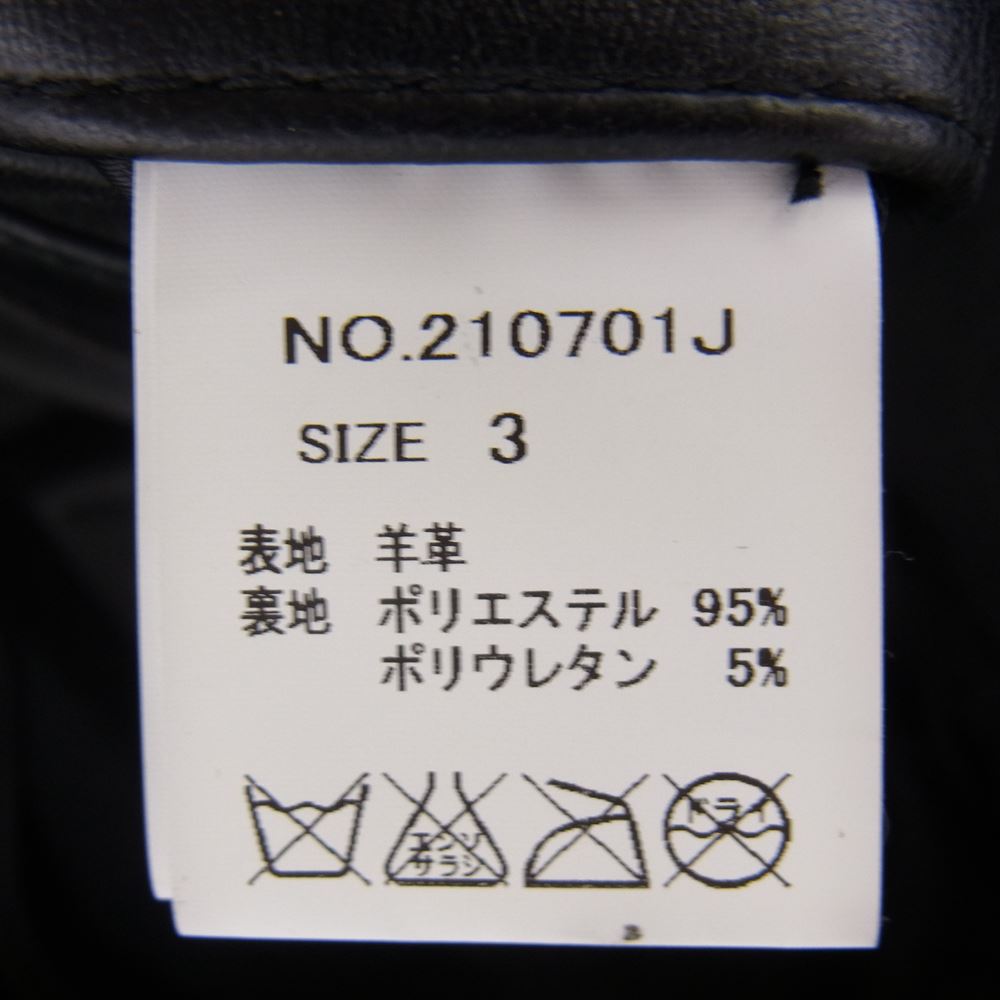 NO.210701J
SIZE 3
表地 羊革
裏地 ポリエステル 95%
ポリウレタン 5%
エンソ
サラシ
ドライ